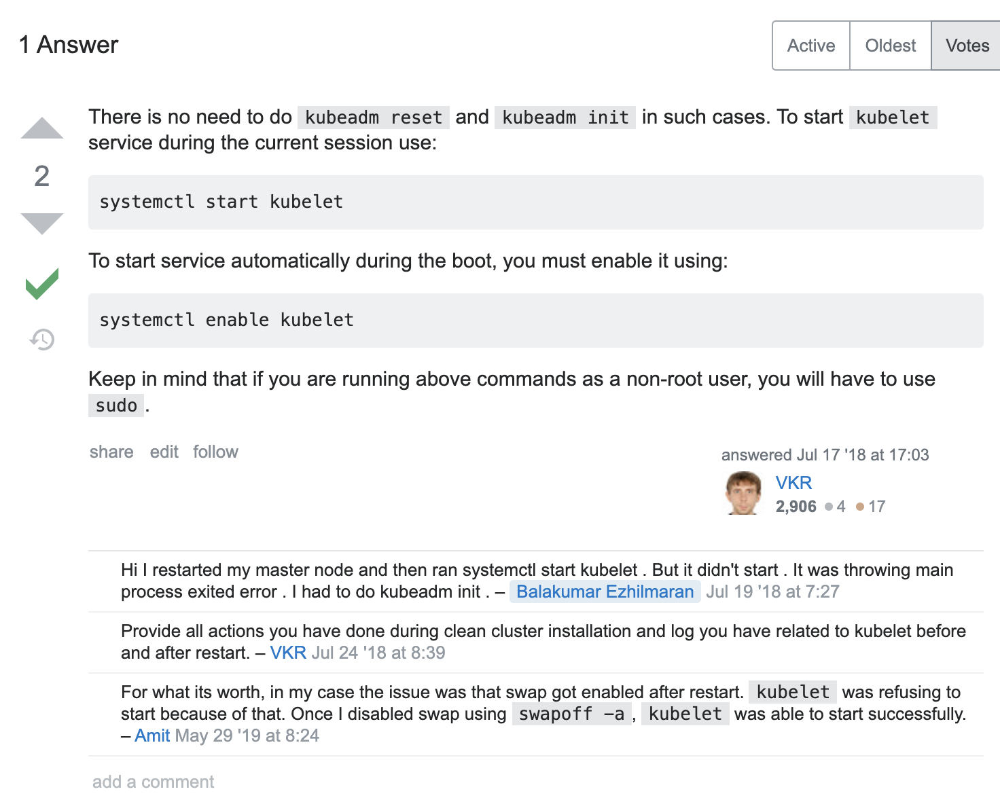 1 Answer
Active Oldest Votes
There is no need to do kubeadm reset and kubeadm init in such cases. To start kubelet
service during the current session use:
2
systemctl start kubelet
To start service automatically during the boot, you must enable it using:
systemctl enable kubelet
Keep in mind that if you are running above commands as a non-root user, you will have to use
sudo.
share edit follow
answered Jul 17 '18 at 17:03
VKR
2,906 4 17
Hi I restarted my master node and then ran systemctl start kubelet . But it didn't start . It was throwing main
process exited error . I had to do kubeadm init . – Balakumar Ezhilmaran Jul 19 '18 at 7:27
Provide all actions you have done during clean cluster installation and log you have related to kubelet before
and after restart. – VKR Jul 24 '18 at 8:39
For what its worth, in my case the issue was that swap got enabled after restart. kubelet was refusing to
start because of that. Once I disabled swap using swapoff -a, kubelet was able to start successfully.
– Amit May 29 '19 at 8:24
add a comment